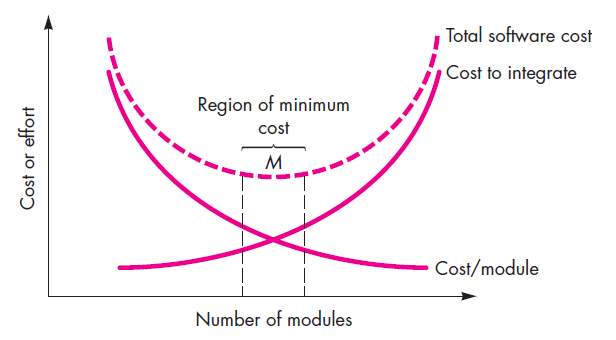 Total software cost
Cost to integrate
Region of minimum
cost
M
Cost or effort
Cost/module
Number of modules